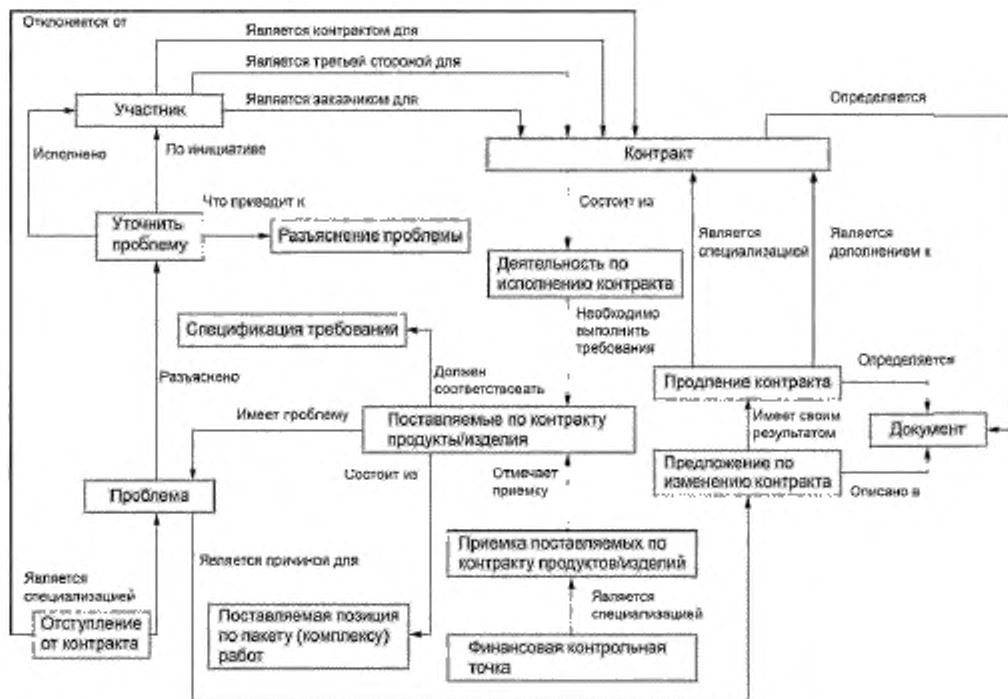 Отклоняется от
Является контрактом для
Является третьей стороной для
Участник
Является заказчиком для
Определяется
Исполнено
По инициативе
Контракт
Что приводит к
Состоит из
Уточнить
проблему
Разъяснение проблемы
Является
специализацией
Является
дополнением к
Деятельность по
исполнению контракта
Спецификация требований
Необходимо
выполнить
требования
Разъяснено
Должен
соответствовать
Продление контракта
Определяется
Имеет проблему
Поставляемые по контракту
продукты/изделия
Имеет своим
результатом
Документ
Состоит из
Отмечает
приемку
Предложение по
изменению контракта
Описано в
Проблема
Является причиной для
Приемка поставляемых по
контракту продуктов/изделий
Является
специализацией
Является
специализацией
Отступление
от контракта
Поставляемая позиция
по пакету (комплексу)
работ
Финансовая контрольная
точка